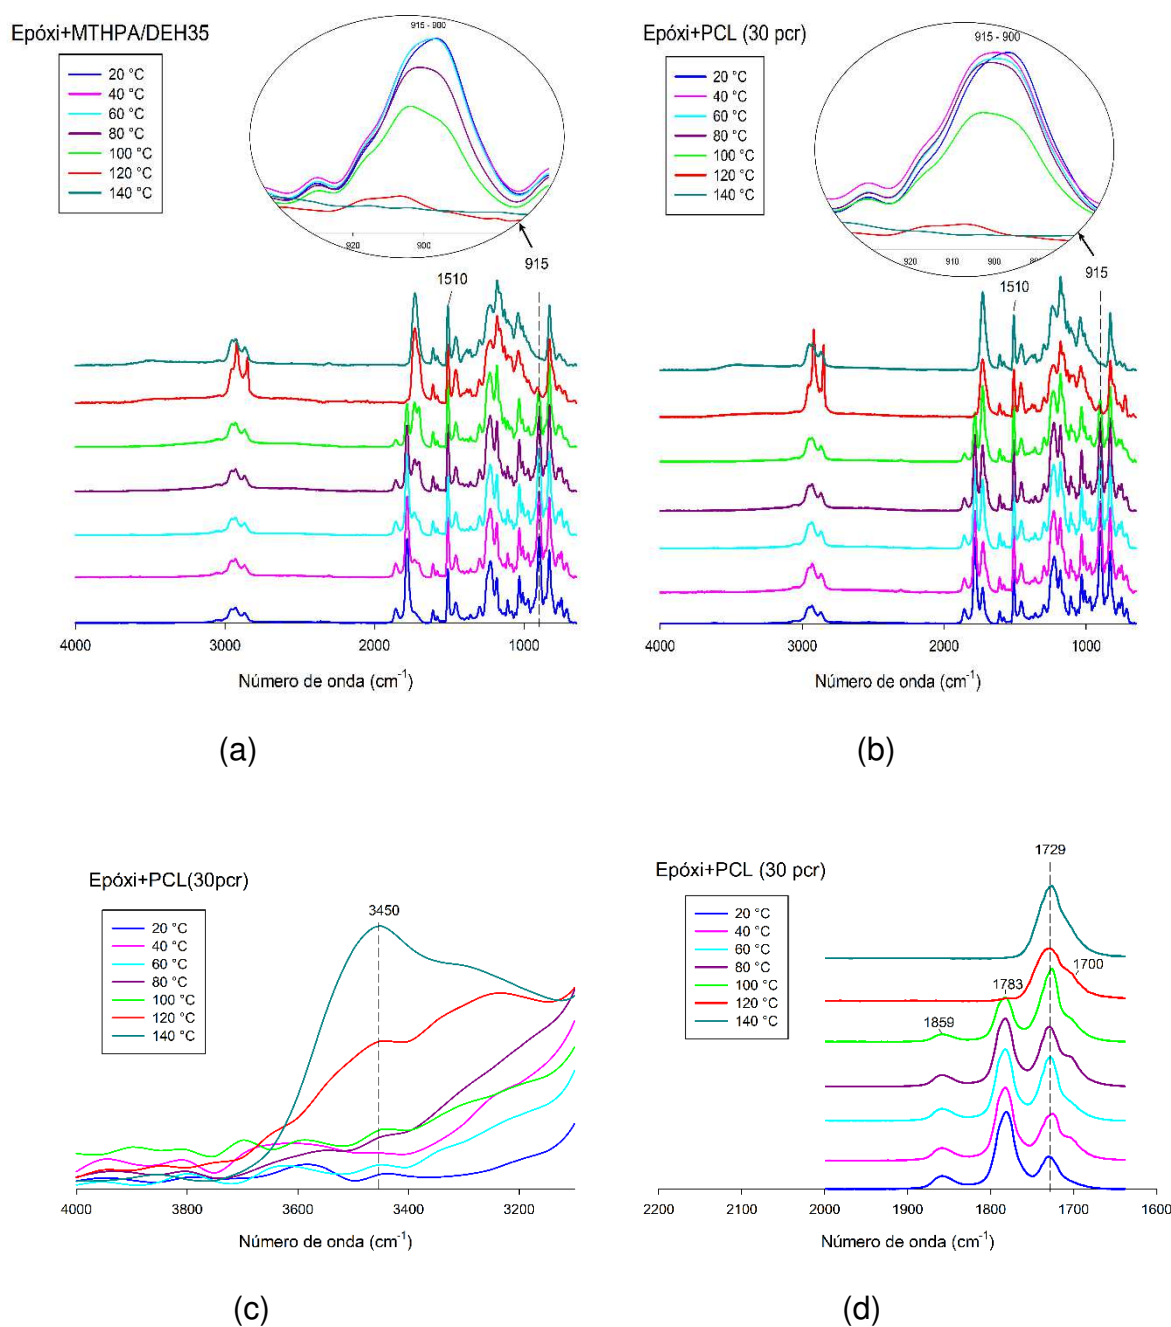 Epóxi+MTHPA/DEH35
20 °C
40 °C
60 °C
80 °C
100 °C
120 °C
140 °C
915 - 900
920
900
1510
915
4000
3000
2000
1000
Número de onda (cm⁻¹)
(a)
Epóxi+PCL (30 pcr)
20 °C
40 °C
60 °C
80 °C
100 °C
120 °C
140 °C
915 - 900
920
910
900
1510
915
4000
3000
2000
1000
Número de onda (cm⁻¹)
(b)
Epóxi+PCL(30pcr)
20 °C
40 °C
60 °C
80 °C
100 °C
120 °C
140 °C
3450
4000
3800
3600
3400
3200
Número de onda (cm⁻¹)
(c)
Epóxi+PCL (30 pcr)
20 °C
40 °C
60 °C
80 °C
100 °C
120 °C
140 °C
1729
1700
1783
1859
2200
2100
2000
1900
1800
1700
1600
Número de onda (cm⁻¹)
(d)